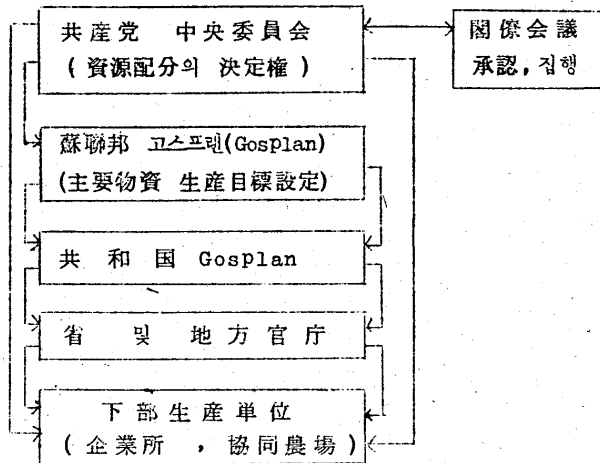 共産党 中央委員会
(資源配分의 決定権)
閣僚会議
承認, 집행
蘇聯邦 고스프랜(Gosplan)
(主要物資 生産目標設定)
共和国 Gosplan
省 및 地方官庁
下部生産単位
(企業所, 協同農場)